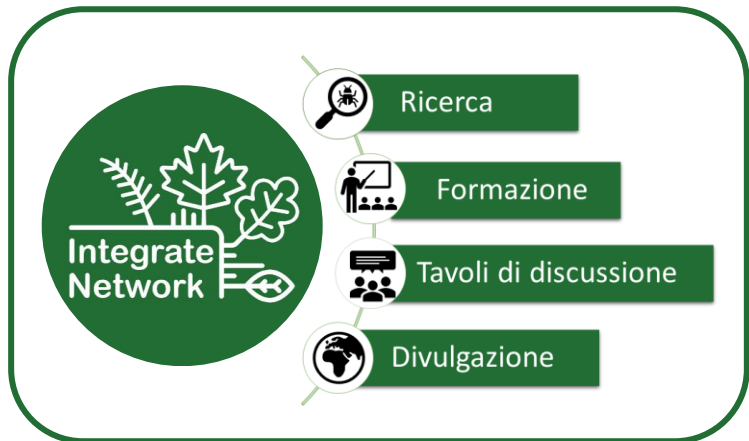 Integrate
Network
Ricerca
Formazione
Tavoli di discussione
Divulgazione